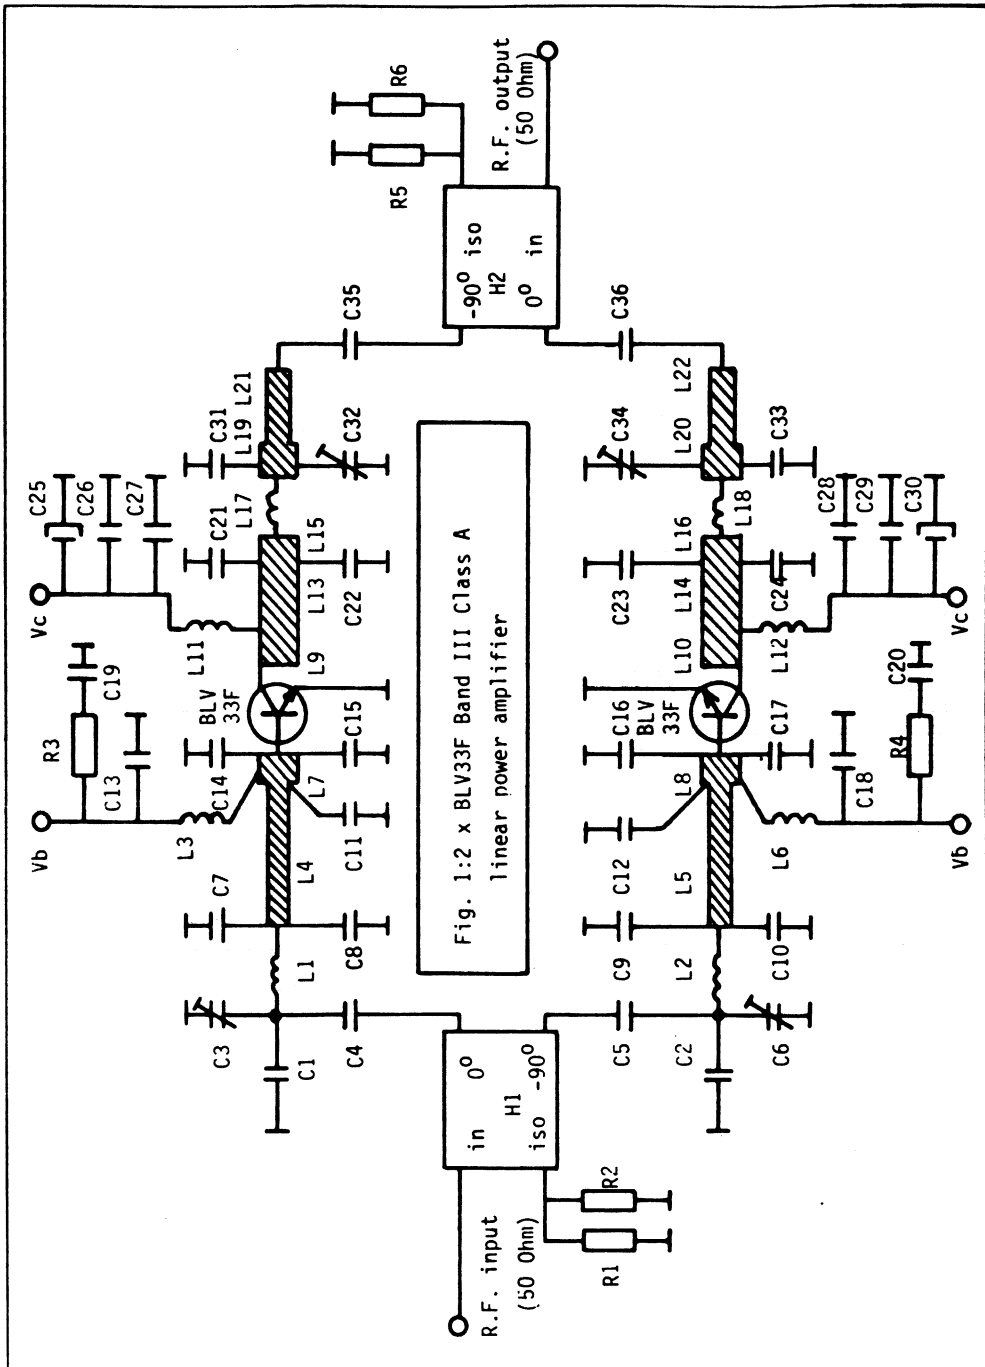 R6
R5
R.F. output
(50 Ohm)
-90° iso
H2
0° in
C35
C36
L21
C31
L19
C32
C34
L20
L22
C33
C25
C26
C27
L17
C21
L15
L13
C22
L18
L16
C23
L14
C24
C28
C29
C30
Vc
L11
L9
L10
L12
Vc
C19
R3
C13
BLV
33F
C14
C15
L7
C16
BLV
33F
C17
L8
C18
C20
R4
Vb
L3
C11
L4
C7
C8
L1
C12
L5
L6
Vb
C9
L2
C10
Fig. 1:2 x BLV33F Band III Class A
linear power amplifier
C3
C1
C4
C5
C2
C6
in 0°
H1
iso -90°
R2
R1
R.F. input
(50 Ohm)